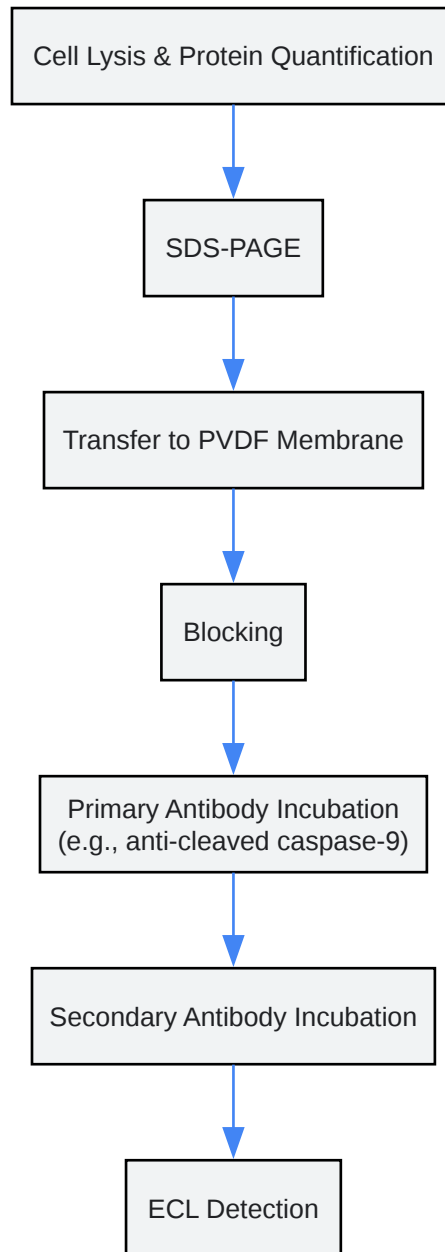 Cell Lysis & Protein Quantification
SDS-PAGE
Transfer to PVDF Membrane
Blocking
Primary Antibody Incubation
(e.g., anti-cleaved caspase-9)
Secondary Antibody Incubation
ECL Detection